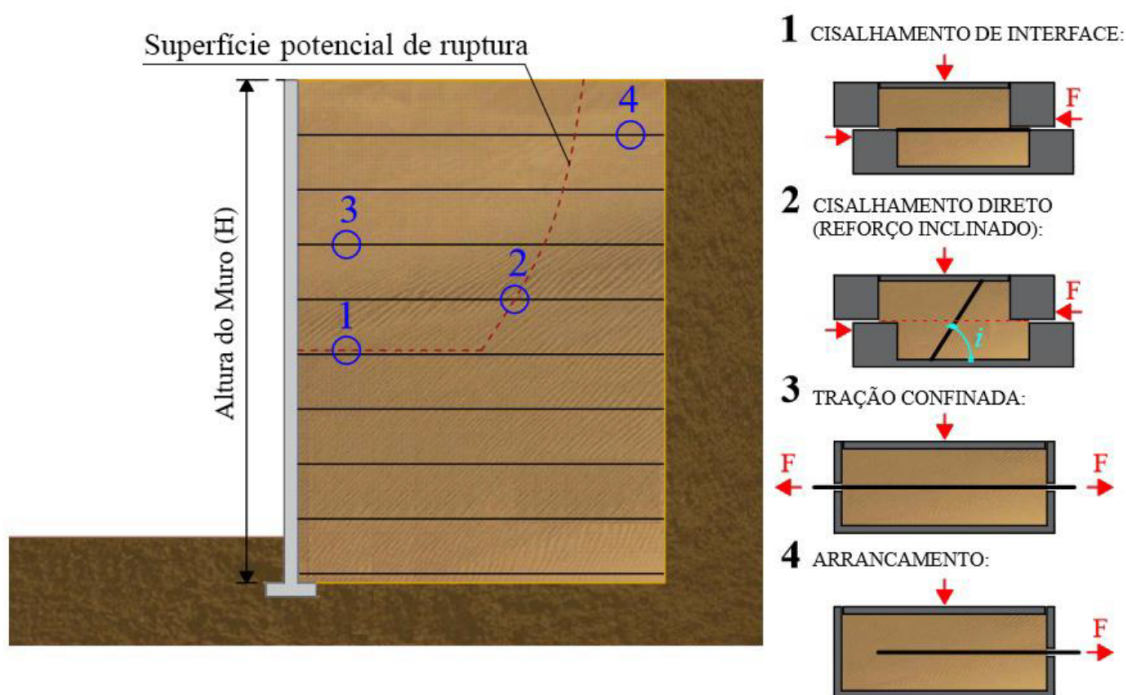 Superfície potencial de ruptura
Altura do Muro (H)
1
2
3
4
1 CISALHAMENTO DE INTERFACE:
F
2 CISALHAMENTO DIRETO
(REFORÇO INCLINADO):
F
i
3 TRAÇÃO CONFINADA:
F
F
4 ARRANCAMENTO:
F